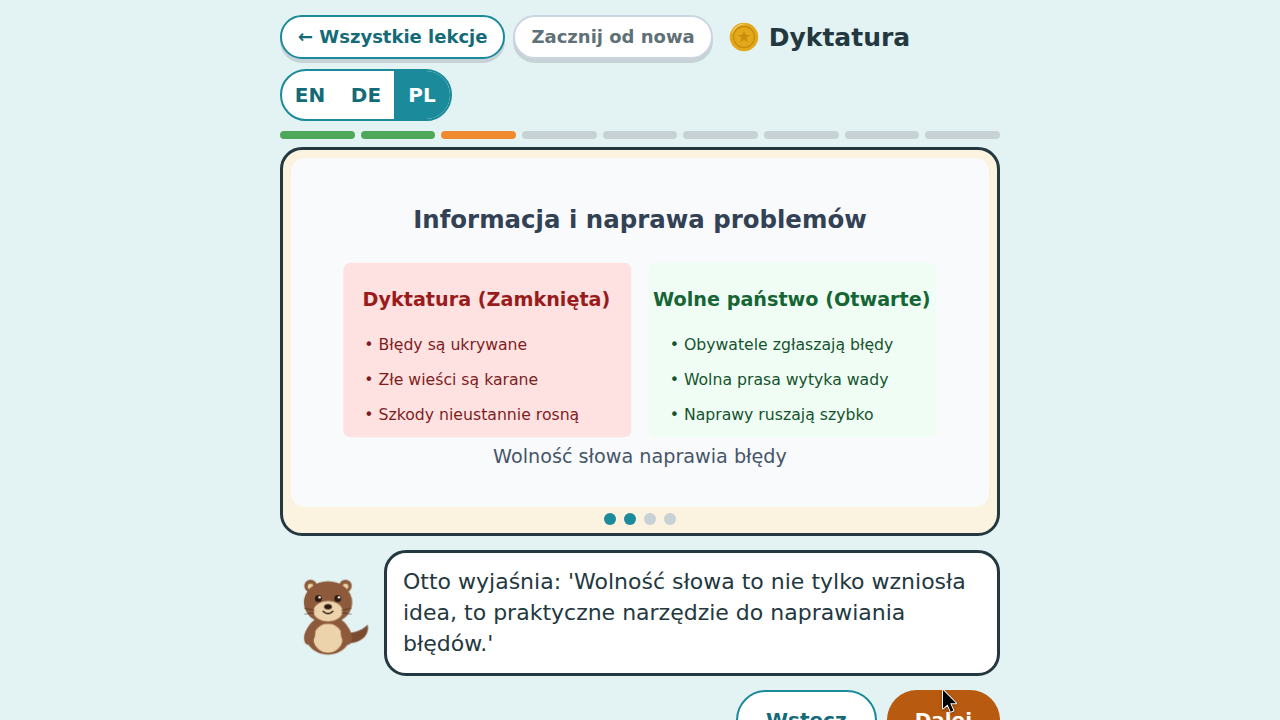 ← Wszystkie lekcje
Zacznij od nowa
Dyktatura
EN DE PL
Informacja i naprawa problemów
Dyktatura (Zamknięta)
• Błędy są ukrywane
• Złe wieści są karane
• Szkody nieustannie rosną
Wolne państwo (Otwarte)
• Obywatele zgłaszają błędy
• Wolna prasa wytyka wady
• Naprawy ruszają szybko
Wolność słowa naprawia błędy
Otto wyjaśnia: 'Wolność słowa to nie tylko wzniosła
idea, to praktyczne narzędzie do naprawiania
błędów.'
Wstecz
Dalej